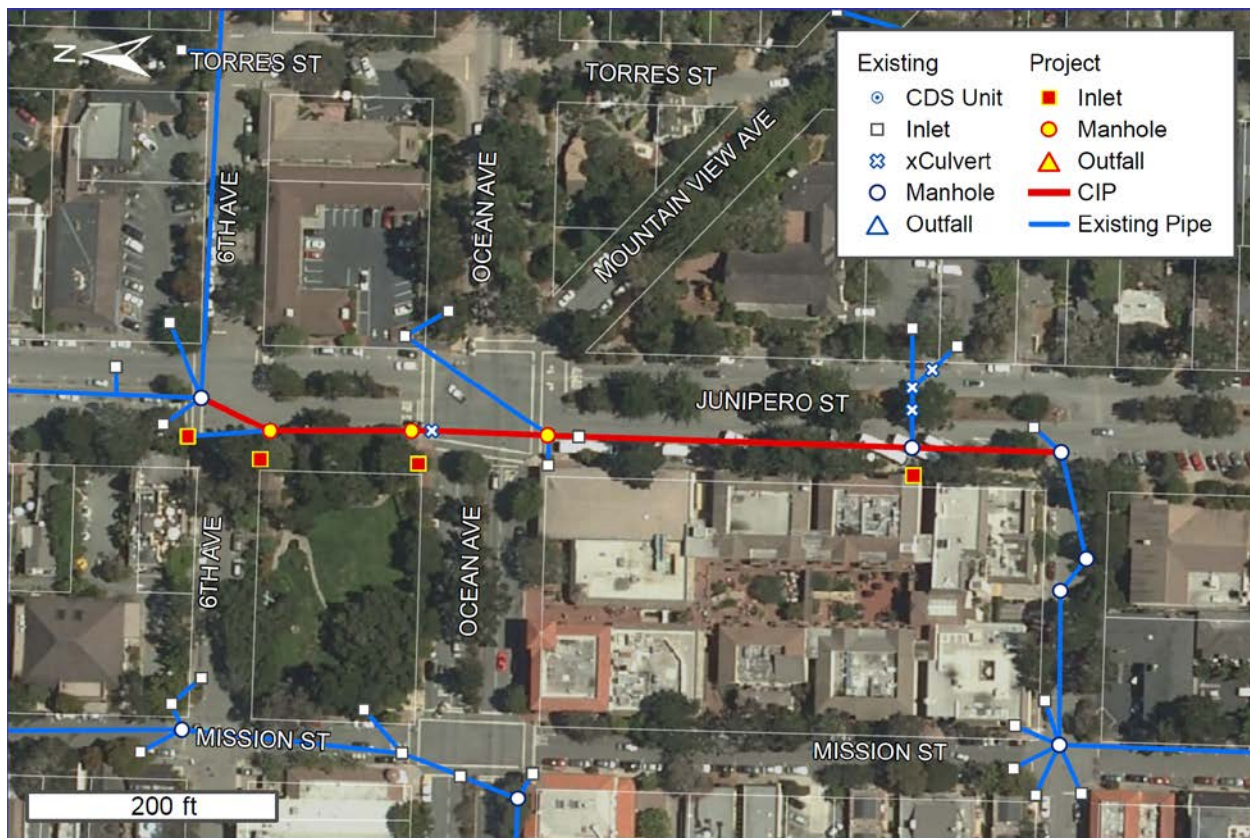 N
TORRES ST
TORRES ST
6TH AVE
OCEAN AVE
MOUNTAIN VIEW AVE
Existing
CDS Unit
Inlet
xCulvert
Manhole
Outfall
Project
Inlet
Manhole
Outfall
CIP
Existing Pipe
JUNIPERO ST
6TH AVE
OCEAN AVE
MISSION ST
MISSION ST
200 ft